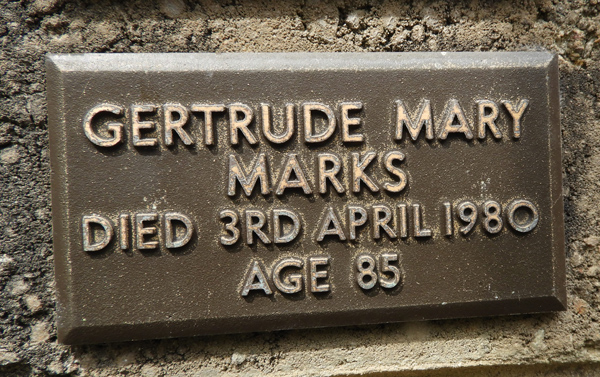 GERTRUDE MARY
MARKS
DIED 3RD APRIL 1980
AGE 85